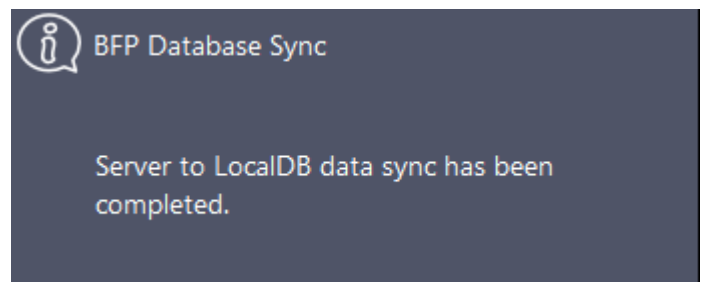 BFP Database Sync
Server to LocalDB data sync has been
completed.